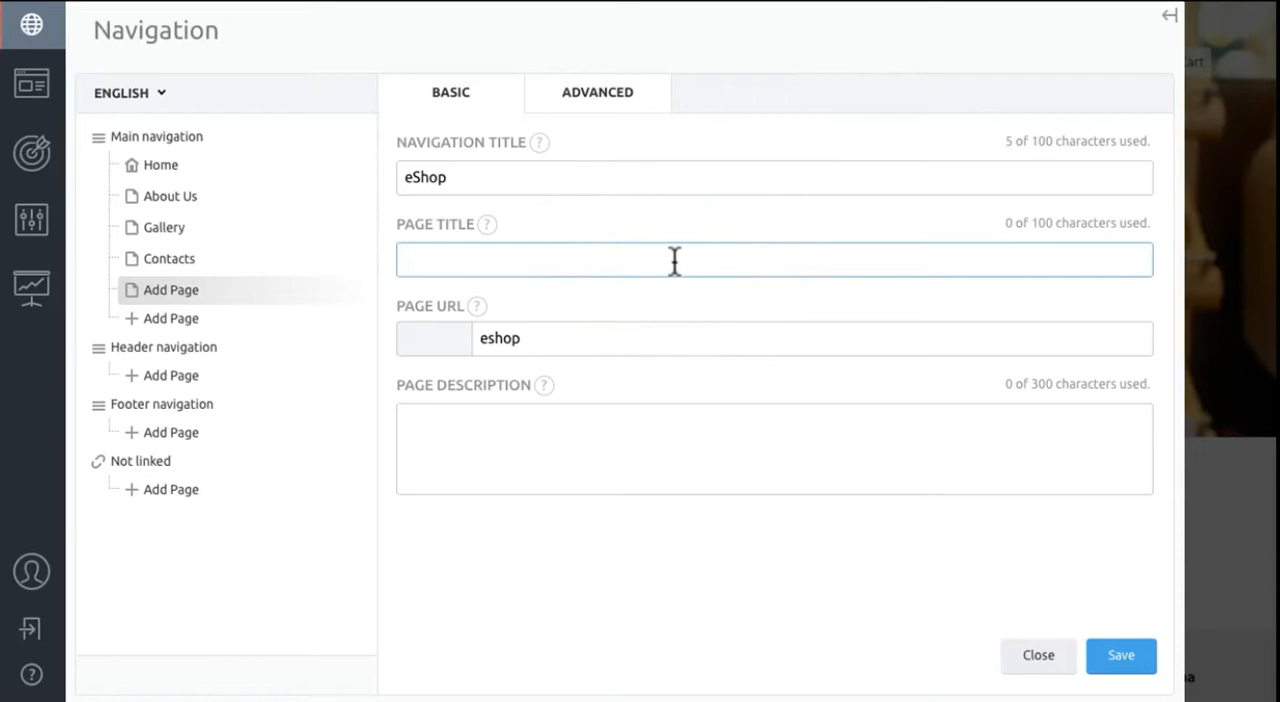 Navigation
ENGLISH
Main navigation
Home
About Us
Gallery
Contacts
Add Page
Add Page
Header navigation
Add Page
Footer navigation
Add Page
Not linked
Add Page
BASIC
ADVANCED
NAVIGATION TITLE ?
5 of 100 characters used.
eShop
PAGE TITLE ?
0 of 100 characters used.
PAGE URL ?
eshop
PAGE DESCRIPTION ?
0 of 300 characters used.
Close
Save
?